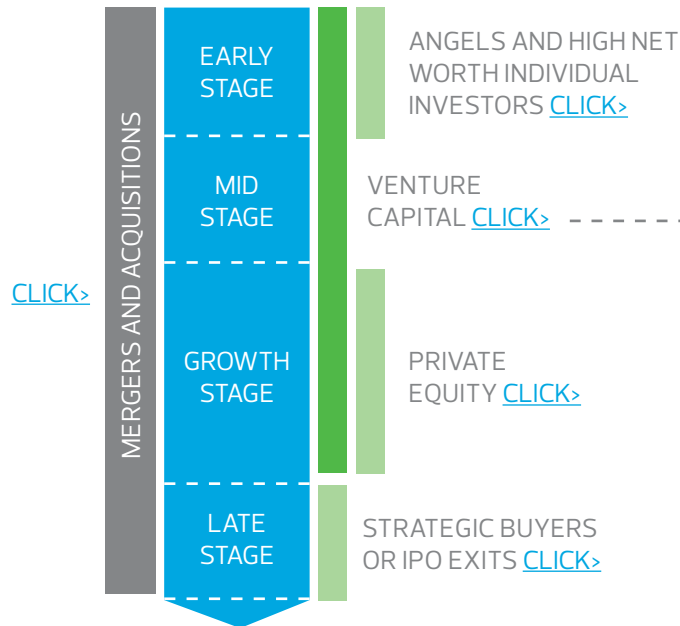 CLICK>
MERGERS AND ACQUISITIONS
EARLY
STAGE
MID
STAGE
GROWTH
STAGE
LATE
STAGE
ANGELS AND HIGH NET
WORTH INDIVIDUAL
INVESTORS CLICK>
VENTURE
CAPITAL CLICK>
PRIVATE
EQUITY CLICK>
STRATEGIC BUYERS
OR IPO EXITS CLICK>